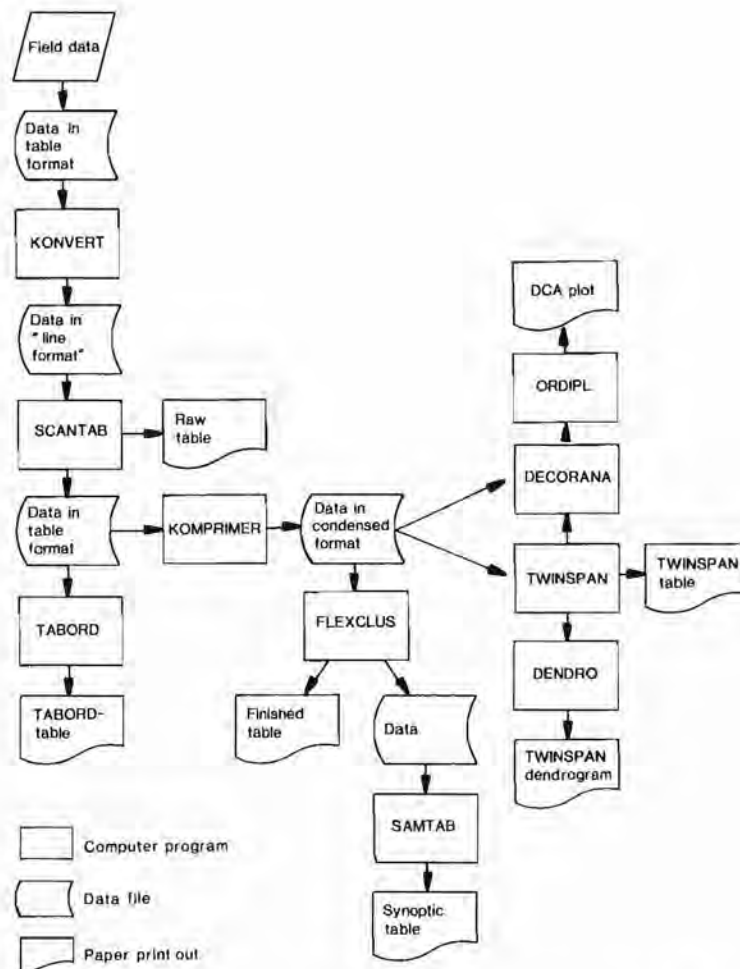 Field data
Data in
table
format
KONVERT
Data in
"line
format"
SCANTAB
Raw
table
Data in
table
format
KOMPRIMER
Data in
condensed
format
TABORD
TABORD-
table
FLEXCLUS
Finished
table
Data
SAMTAB
Synoptic
table
DCA plot
ORDIPL
DECORANA
TWINSPAN
TWINSPAN
table
DENDRO
TWINSPAN
dendrogram
Computer program
Data file
Paper print out